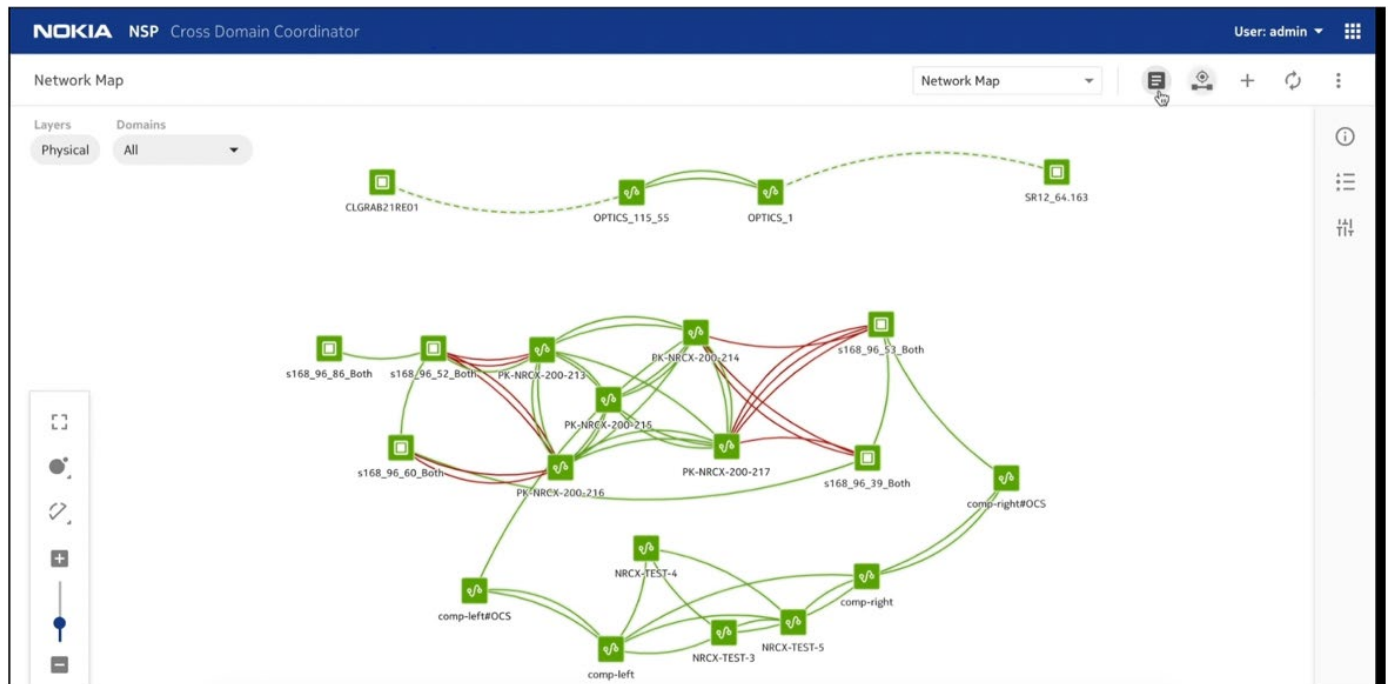 NOKIA NSP Cross Domain Coordinator
User: admin
Network Map
Network Map
Layers
Domains
Physical
All
CLGRAB21RE01
OPTICS_115_55
OPTICS_1
SR12_64.163
s168_96_86_Both
s168_96_52_Both
PK-NRCX-200-213
PK-NRCX-200-214
s168_96_53_Both
PK-NRCX-200-215
s168_96_60_Both
PK-NRCX-200-216
PK-NRCX-200-217
s168_96_39_Both
comp-right#OCS
NRCX-TEST-4
comp-left#OCS
comp-right
NRCX-TEST-3
NRCX-TEST-5
comp-left